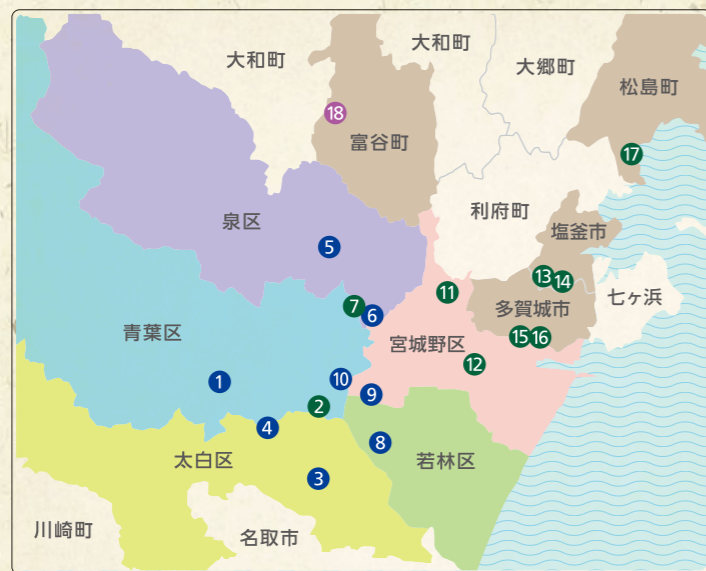 大和町
大和町
大郷町
松島町
18
富谷町
17
利府町
泉区
5
塩釜市
13
14
11
七ヶ浜
7
6
多賀城市
青葉区
宮城野区
15
16
12
10
1
9
2
4
8
太白区
若林区
3
川崎町
名取市